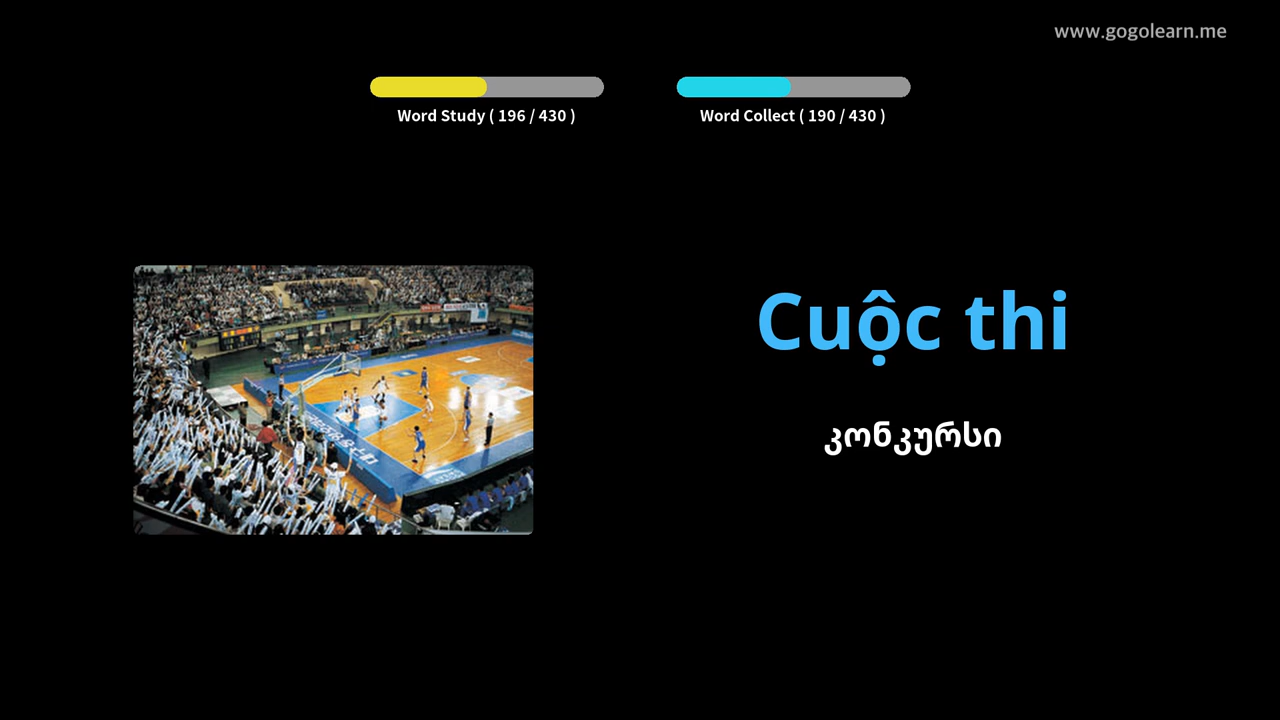 www.gogolearn.me
Word Study ( 196 / 430 )
Word Collect ( 190 / 430 )
Cuộc thi
კონკურსი